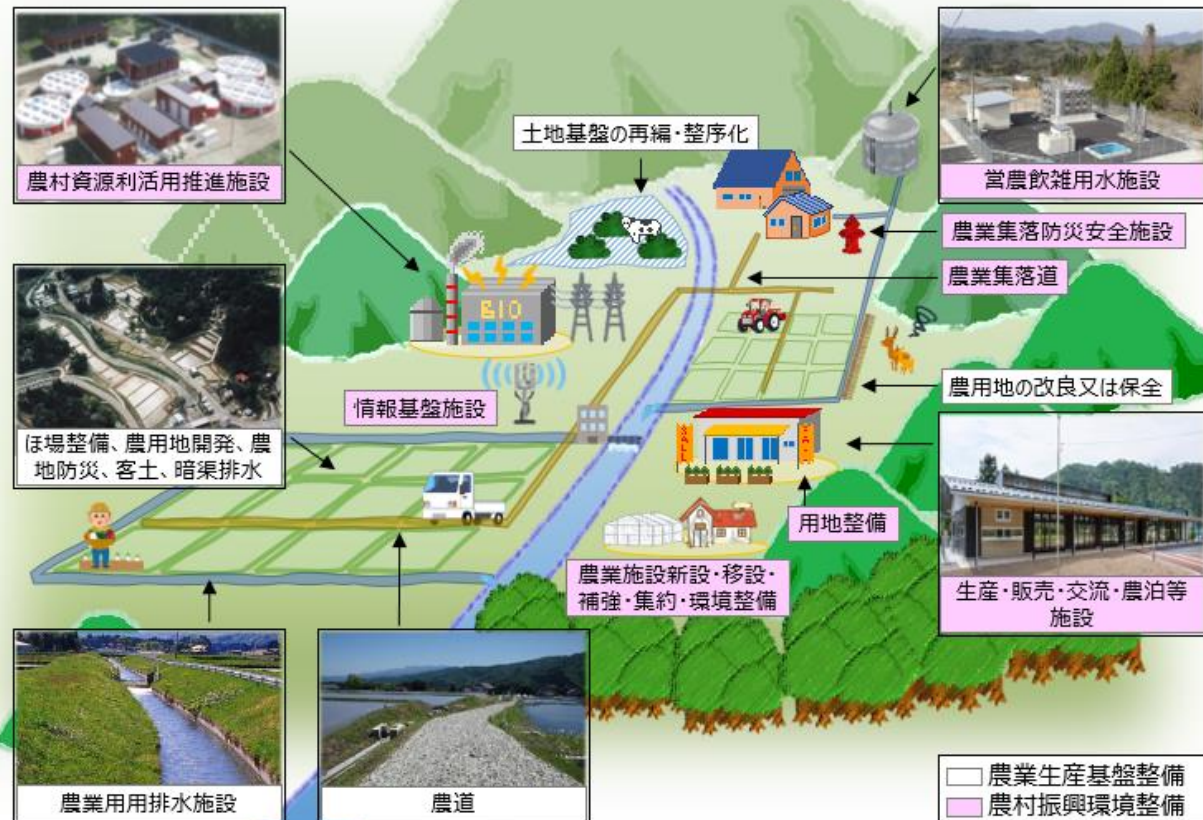 農村資源利活用推進施設
土地基盤の再編・整序化
営農飲雑用水施設
農業集落防災安全施設
農業集落道
BIO
情報基盤施設
農用地の改良又は保全
ほ場整備、農用地開発、農
地防災、客土、暗渠排水
用地整備
農業施設新設・移設・
補強・集約・環境整備
生産・販売・交流・農泊等
施設
農業用用排水施設
農道
農業生産基盤整備
農村振興環境整備